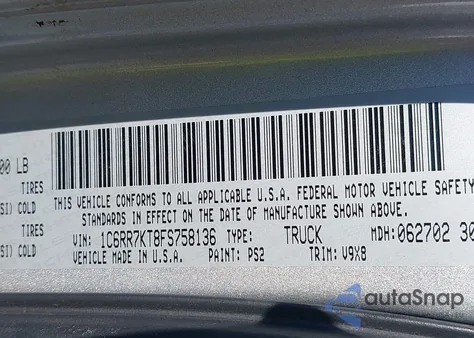 00 LB
TIRES
SI) COLD
TIRES
SI) COLD
THIS VEHICLE CONFORMS TO ALL APPLICABLE U.S.A. FEDERAL MOTOR VEHICLE SAFETY
STANDARDS IN EFFECT ON THE DATE OF MANUFACTURE SHOWN ABOVE.
VIN: 1C6RR7KT8FS758136 TYPE: TRUCK MDH: 062702 30
VEHICLE MADE IN U.S.A. PAINT: PS2 TRIM: V9X8
autoSnap